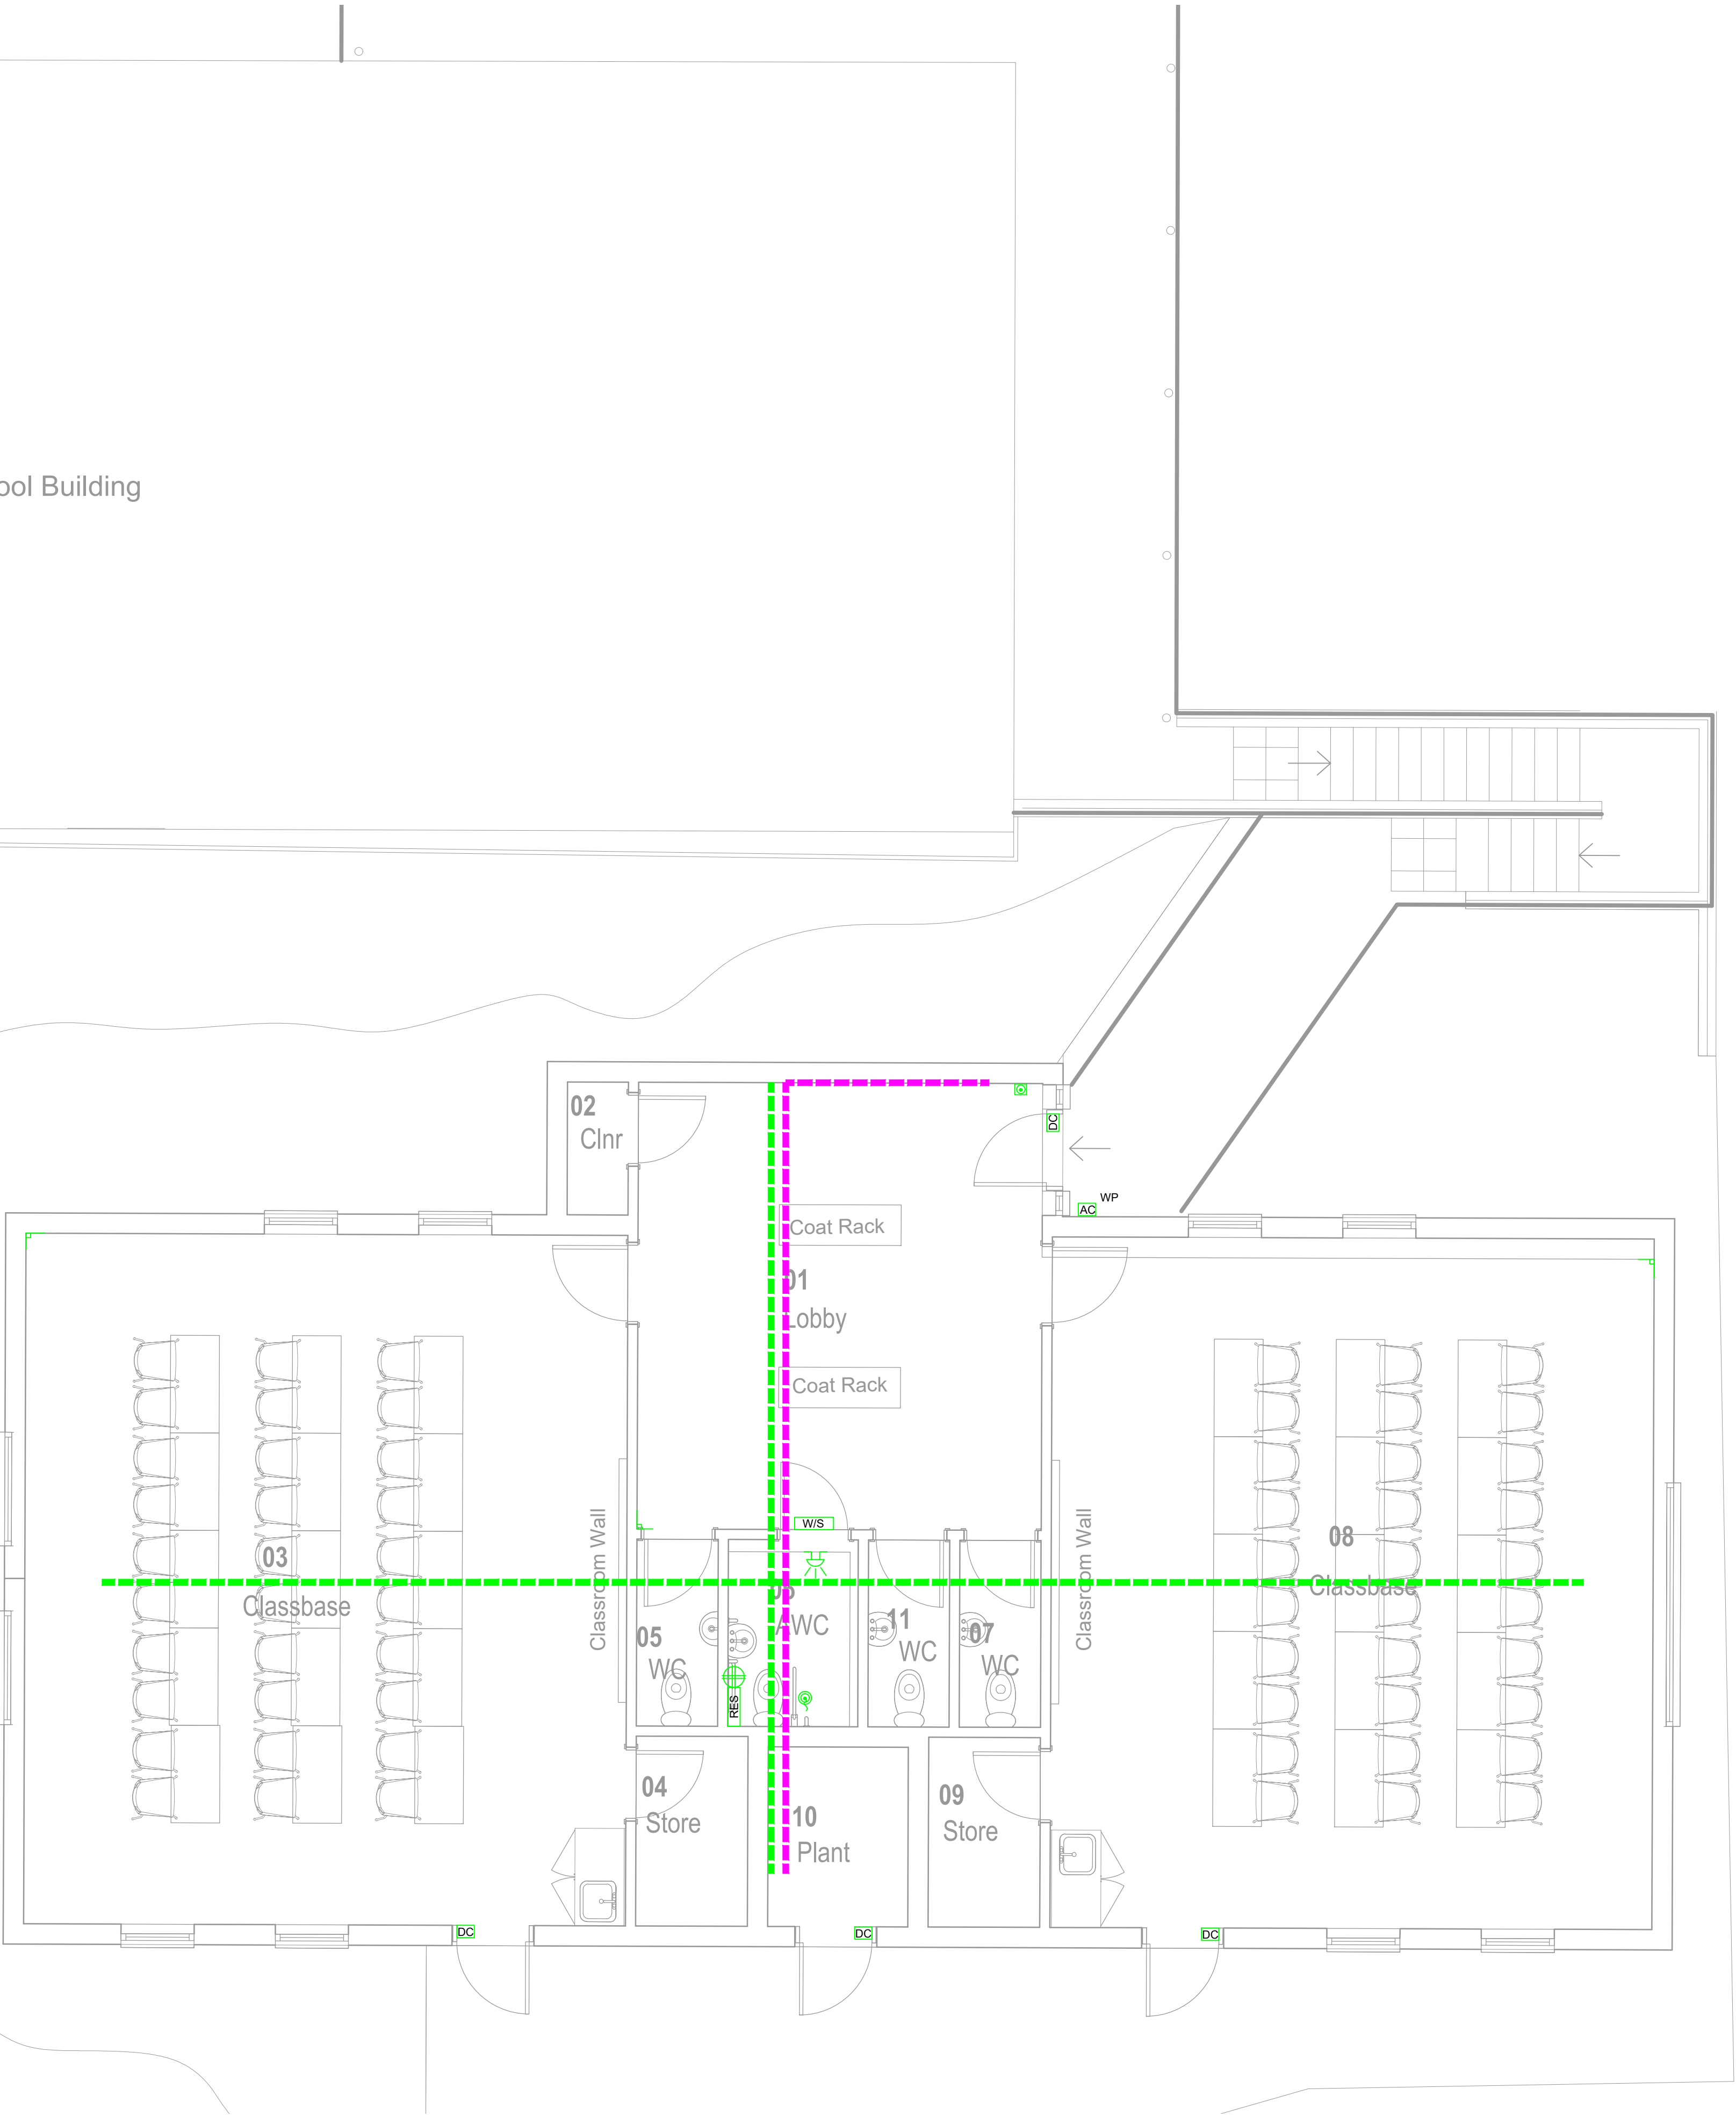 ool Building
02
Clnr
DC
WP
AC
Coat Rack
01
Lobby
Coat Rack
W/S
Classroom Wall
Classroom Wall
03
Classbase
08
Classbase
05
WC
AWC
11
WC
07
WC
RES
04
Store
10
Plant
09
Store
DC
DC
DC